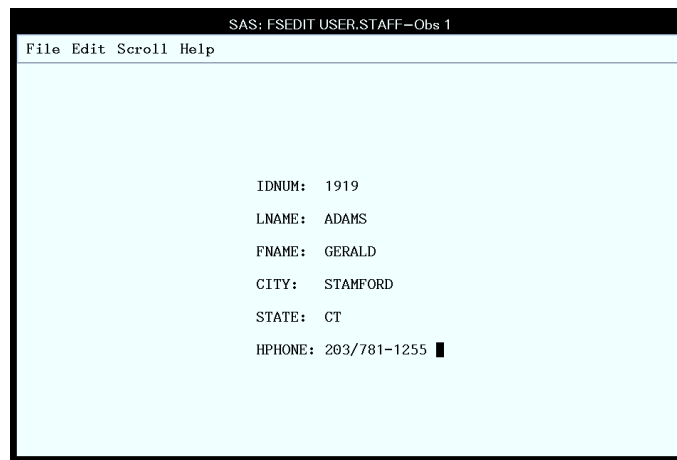 SAS: FSEDIT USER.STAFF—Obs 1
File Edit Scroll Help
IDNUM: 1919
LNAME: ADAMS
FNAME: GERALD
CITY: STAMFORD
STATE: CT
HPHONE: 203/781-1255